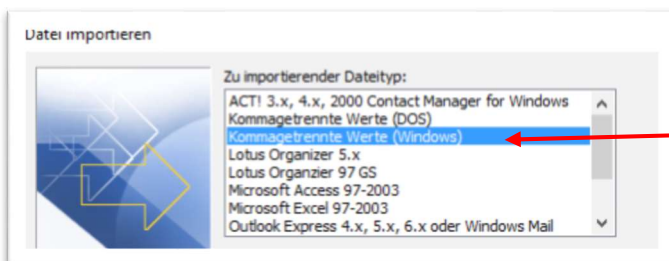 Datei importieren
Zu importierender Dateityp:
ACT! 3.x, 4.x, 2000 Contact Manager for Windows
Kommagetrennte Werte (DOS)
Kommagetrennte Werte (Windows)
Lotus Organizer 5.x
Lotus Organzier 97 GS
Microsoft Access 97-2003
Microsoft Excel 97-2003
Outlook Express 4.x, 5.x, 6.x oder Windows Mail